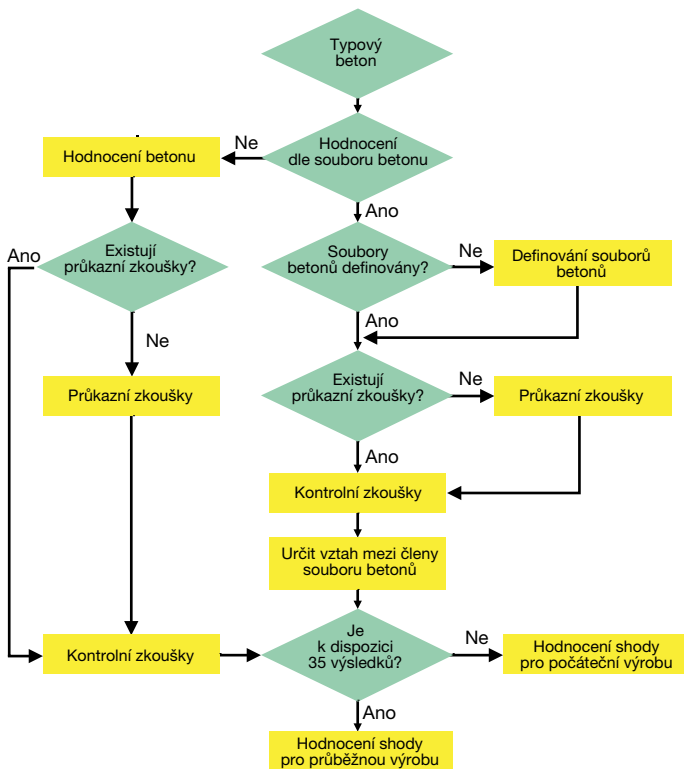 Typový
beton
Ne
Hodnocení
dle souboru betonu
Hodnocení betonu
Ano
Ano
Existují
průkazní zkoušky?
Soubory
betonů definovány?
Ne
Definování souborů
betonů
Ano
Ne
Existují
průkazní zkoušky?
Ne
Průkazní zkoušky
Průkazní zkoušky
Ano
Kontrolní zkoušky
Určit vztah mezi členy
souboru betonů
Kontrolní zkoušky
Je
k dispozici
35 výsledků?
Ne
Hodnocení shody
pro počáteční výrobu
Ano
Hodnocení shody
pro průběžnou výrobu